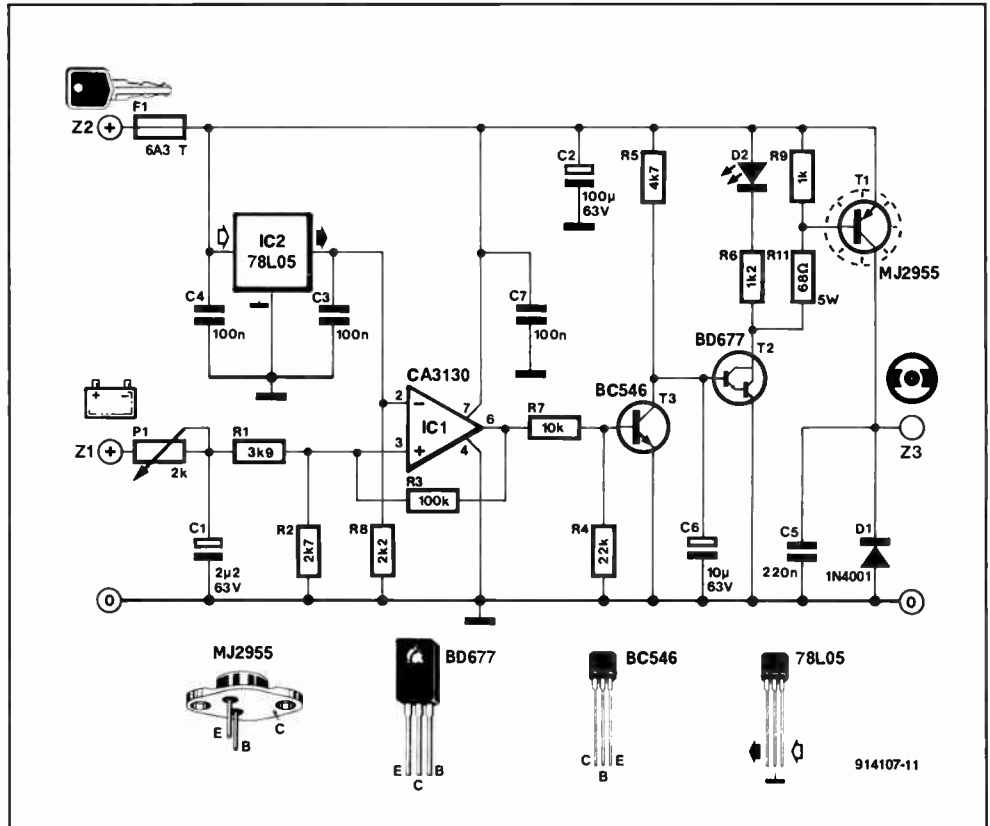 F1
Z2 +
6A3 T
C2
100µ
63V
R5
4k7
D2
R9
1k
T1
MJ2955
IC2
78L05
C4
100n
C3
100n
C7
100n
R6
1k2
R11
68Ω
5W
BD677
T2
CA3130
BC546
T3
2 −
7
IC1
6
3 +
4
R7
10k
+ -
Z1 +
P1
2k
R1
3k9
R3
100k
Z3
C1
2µ2
63V
R2
2k7
R8
2k2
R4
22k
C6
10µ
63V
C5
220n
D1
1N4001
0
0
MJ2955
E
B
C
BD677
E
C
B
BC546
C
B
E
78L05
914107-11